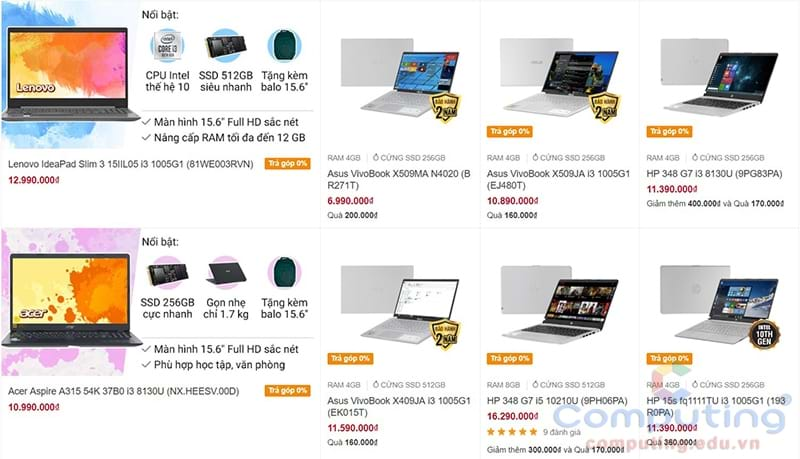 Nổi bật:
CORE i3
CPU Intel
thế hệ 10
SSD 512GB
siêu nhanh
Tặng kèm
balo 15.6"
Lenovo
Màn hình 15.6" Full HD sắc nét
Nâng cấp RAM tối đa đến 12 GB
Lenovo IdeaPad Slim 3 15IIL05 i3 1005G1 (81WE003RVN)
Trả góp 0%
12.990.000₫
BẢO HÀNH
2 NĂM
RAM 4GB
Ổ CỨNG SSD 256GB
Asus VivoBook X509MA N4020 (B
R271T)
6.990.000₫
Quà 200.000₫
ASUS
BẢO HÀNH
2 NĂM
Trả góp 0%
RAM 4GB
Ổ CỨNG SSD 256GB
Asus VivoBook X509JA i3 1005G1
(EJ480T)
10.890.000₫
Quà 160.000₫
Trả góp 0%
RAM 4GB
Ổ CỨNG SSD 256GB
HP 348 G7 i3 8130U (9PG83PA)
11.390.000₫
Giảm thêm 400.000₫ và Quà 170.000₫
Nổi bật:
SSD 256GB
cực nhanh
Gọn nhẹ
chỉ 1.7 kg
Tặng kèm
balo 15.6"
acer
Màn hình 15.6" Full HD sắc nét
Phù hợp học tập, văn phòng
Acer Aspire A315 54K 37B0 i3 8130U (NX.HEESV.00D)
Trả góp 0%
10.990.000₫
BẢO HÀNH
2 NĂM
Trả góp 0%
RAM 4GB
Ổ CỨNG SSD 512GB
Asus VivoBook X409JA i3 1005G1
(EK015T)
11.590.000₫
Quà 160.000₫
Trả góp 0%
RAM 8GB
Ổ CỨNG SSD 512GB
HP 348 G7 i5 10210U (9PH06PA)
16.290.000₫
9 đánh giá
Giảm thêm 300.000₫ và Quà 170.000₫
INTEL
10TH
GEN
Trả góp 0%
RAM 4GB
Ổ CỨNG SSD 256GB
HP 15s fq1111TU i3 1005G1 (193
R0PA)
11.390.000₫
Quà 360.000₫
Computing
computing.edu.vn